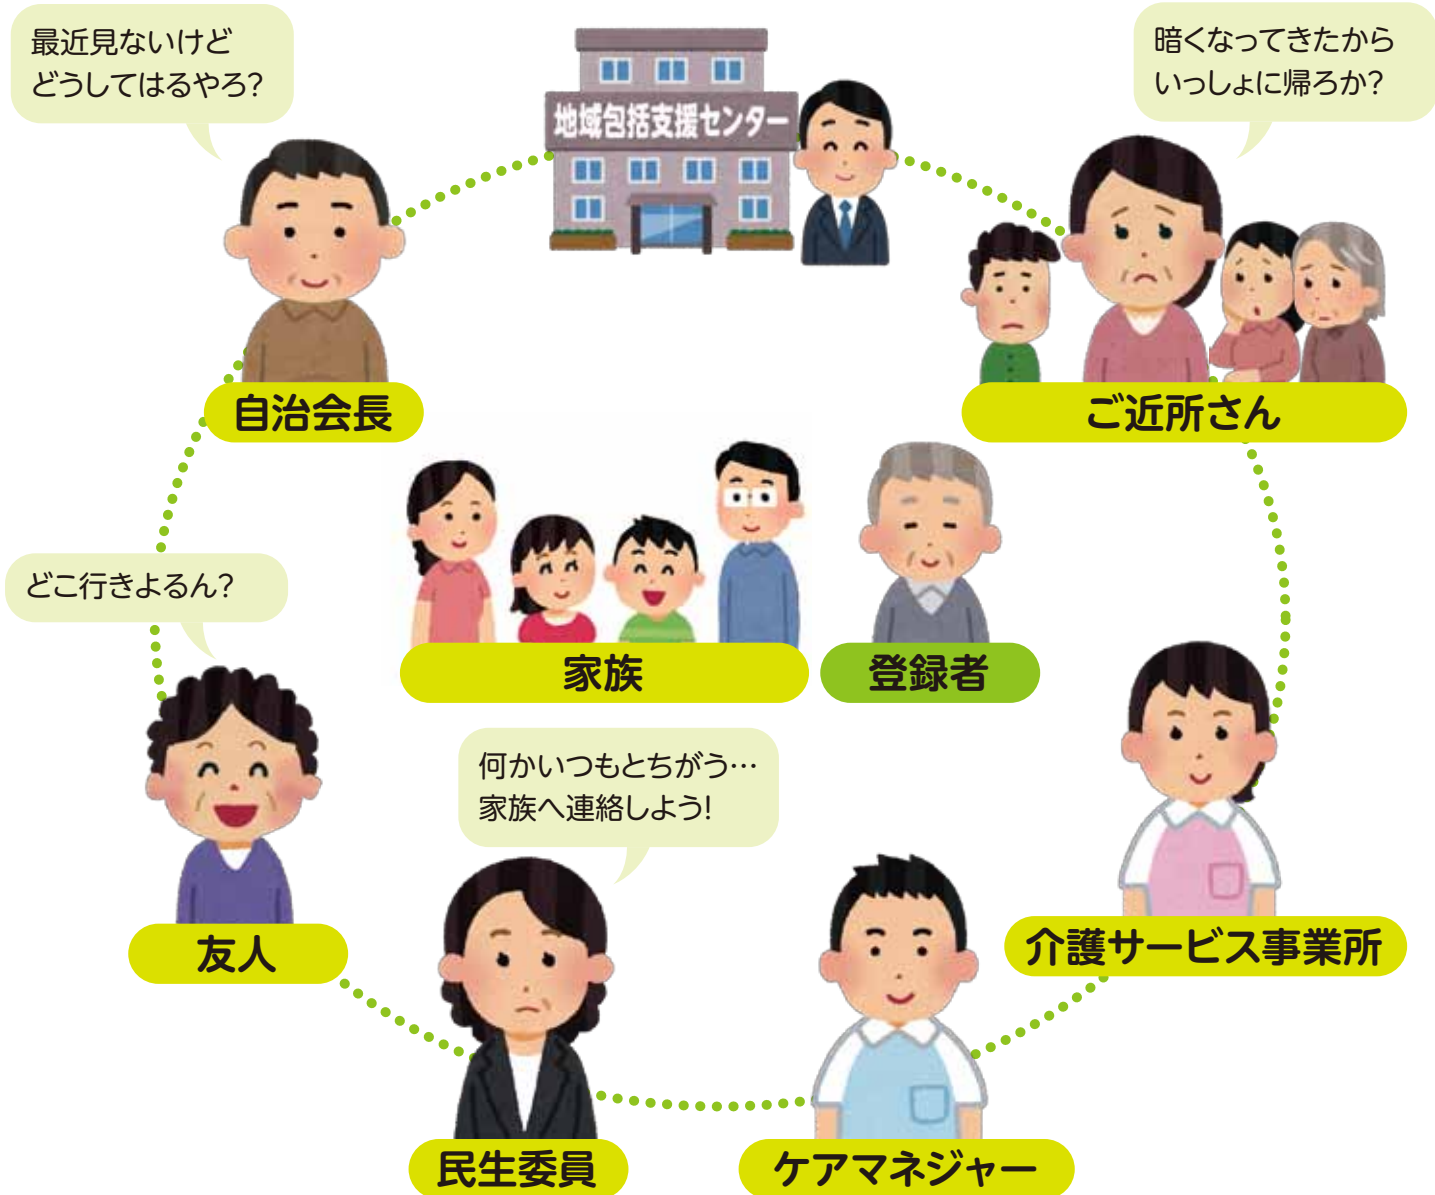 最近見ないけど
どうしてはるやろ?
地域包括支援センター
暗くなってきたから
いっしょに帰ろか?
自治会長
ご近所さん
どこ行きよるん?
家族
登録者
何かいつもとちがう…
家族へ連絡しよう!
友人
介護サービス事業所
民生委員
ケアマネジャー